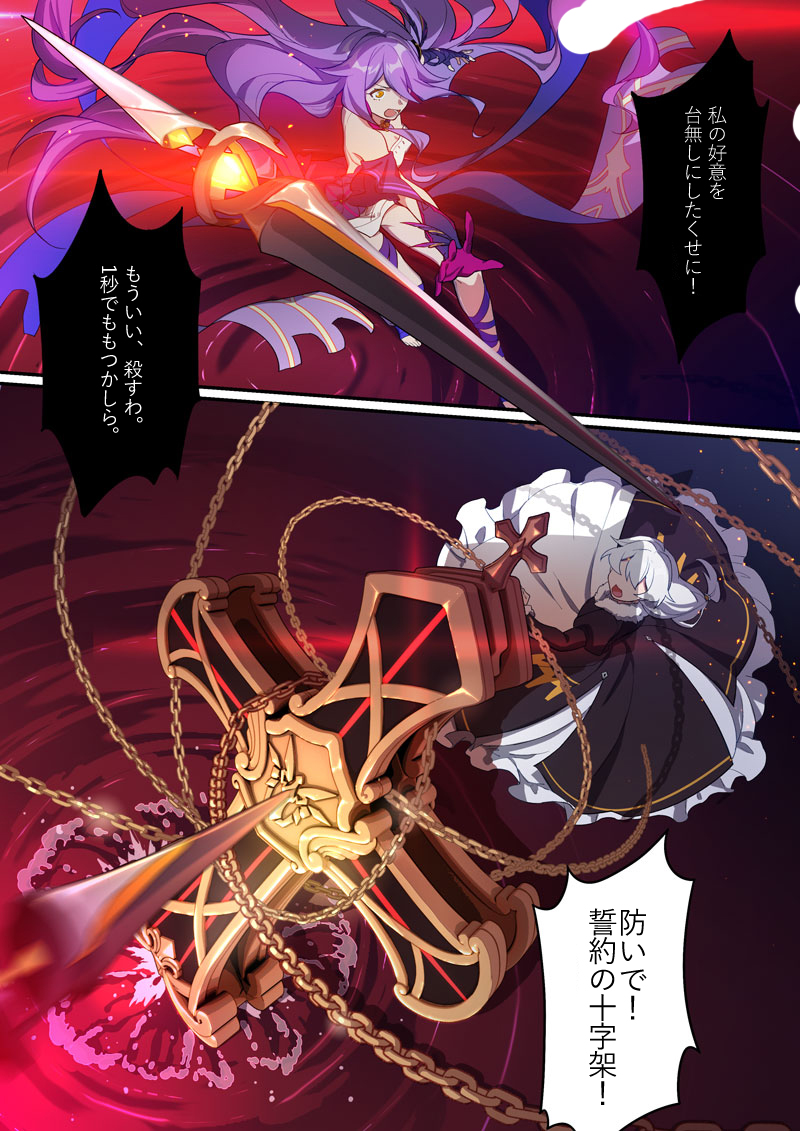 私の好意を
台無しにしたくせに！
もういい、殺すわ。
1秒でももつかしら。
防いで！
誓約の十字架！